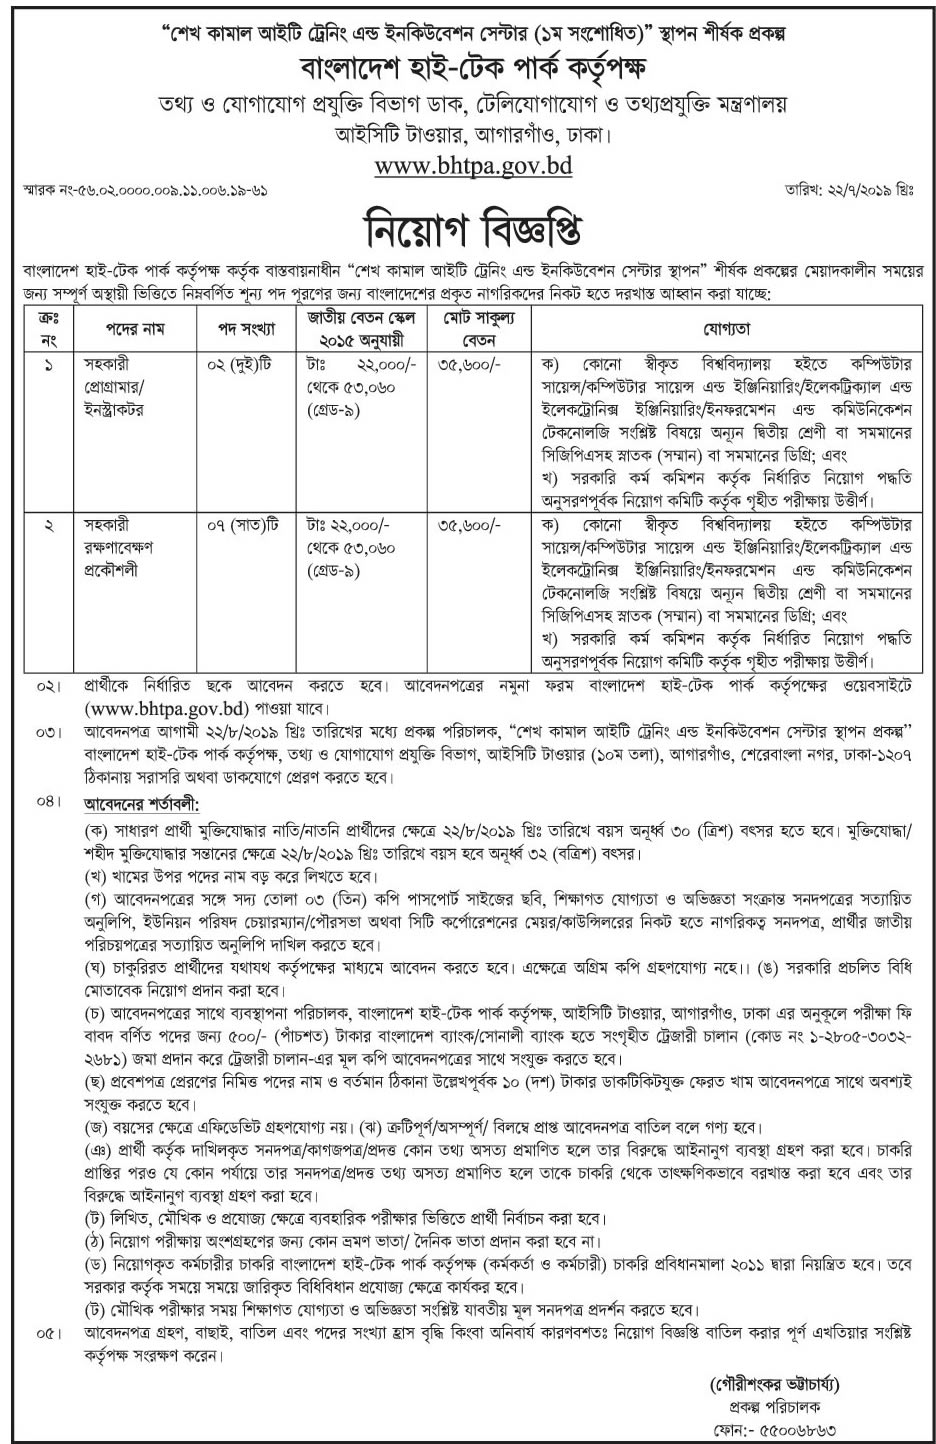 “শেখ কামাল আইটি ট্রেনিং এন্ড ইনকিউবেশন সেন্টার (১ম সংশোধিত)” স্থাপন শীর্ষক প্রকল্প
বাংলাদেশ হাই-টেক পার্ক কর্তৃপক্ষ
তথ্য ও যোগাযোগ প্রযুক্তি বিভাগ ডাক, টেলিযোগাযোগ ও তথ্যপ্রযুক্তি মন্ত্রণালয়
আইসিটি টাওয়ার, আগারগাঁও, ঢাকা।
www.bhtpa.gov.bd
স্মারক নং-৫৬.০২.০০০০.০০৯.১১.০০৬.১৯-৬১ তারিখ: ২২/৭/২০১৯ খ্রিঃ
নিয়োগ বিজ্ঞপ্তি
বাংলাদেশ হাই-টেক পার্ক কর্তৃপক্ষ কর্তৃক বাস্তবায়নাধীন “শেখ কামাল আইটি ট্রেনিং এন্ড ইনকিউবেশন সেন্টার স্থাপন” শীর্ষক প্রকল্পের মেয়াদকালীন সময়ের
জন্য সম্পূর্ণ অস্থায়ী ভিত্তিতে নিম্নবর্ণিত শূন্য পদ পূরণের জন্য বাংলাদেশের প্রকৃত নাগরিকদের নিকট হতে দরখাস্ত আহ্বান করা যাচ্ছে:
ক্রঃ নং
পদের নাম
পদ সংখ্যা
জাতীয় বেতন স্কেল
২০১৫ অনুযায়ী
মোট সাকুল্য
বেতন
যোগ্যতা
১
সহকারী
প্রোগ্রামার/
ইনস্ট্রাকটর
০২ (দুই)টি
টাঃ ২২,০০০/-
থেকে ৫৩,০৬০
(গ্রেড-৯)
৩৫,৬০০/-
ক) কোনো স্বীকৃত বিশ্ববিদ্যালয় হইতে কম্পিউটার
সায়েন্স/কম্পিউটার সায়েন্স এন্ড ইঞ্জিনিয়ারিং/ইলেকট্রিক্যাল এন্ড
ইলেকট্রোনিক্স ইঞ্জিনিয়ারিং/ইনফরমেশন এন্ড কমিউনিকেশন
টেকনোলজি সংশ্লিষ্ট বিষয়ে অন্যূন দ্বিতীয় শ্রেণী বা সমমানের
সিজিপিএসহ স্নাতক (সম্মান) বা সমমানের ডিগ্রি; এবং
খ) সরকারি কর্ম কমিশন কর্তৃক নির্ধারিত নিয়োগ পদ্ধতি
অনুসরণপূর্বক নিয়োগ কমিটি কর্তৃক গৃহীত পরীক্ষায় উত্তীর্ণ।
২
সহকারী
রক্ষণাবেক্ষণ
প্রকৌশলী
০৭ (সাত)টি
টাঃ ২২,০০০/-
থেকে ৫৩,০৬০
(গ্রেড-৯)
৩৫,৬০০/-
ক) কোনো স্বীকৃত বিশ্ববিদ্যালয় হইতে কম্পিউটার
সায়েন্স/কম্পিউটার সায়েন্স এন্ড ইঞ্জিনিয়ারিং/ইলেকট্রিক্যাল এন্ড
ইলেকট্রোনিক্স ইঞ্জিনিয়ারিং/ইনফরমেশন এন্ড কমিউনিকেশন
টেকনোলজি সংশ্লিষ্ট বিষয়ে অন্যূন দ্বিতীয় শ্রেণী বা সমমানের
সিজিপিএসহ স্নাতক (সম্মান) বা সমমানের ডিগ্রি; এবং
খ) সরকারি কর্ম কমিশন কর্তৃক নির্ধারিত নিয়োগ পদ্ধতি
অনুসরণপূর্বক নিয়োগ কমিটি কর্তৃক গৃহীত পরীক্ষায় উত্তীর্ণ।
০২। প্রার্থীকে নির্ধারিত ছকে আবেদন করতে হবে। আবেদনপত্রের নমুনা ফরম বাংলাদেশ হাই-টেক পার্ক কর্তৃপক্ষের ওয়েবসাইটে
(www.bhtpa.gov.bd) পাওয়া যাবে।
০৩। আবেদনপত্র আগামী ২২/৮/২০১৯ খ্রিঃ তারিখের মধ্যে প্রকল্প পরিচালক, “শেখ কামাল আইটি ট্রেনিং এন্ড ইনকিউবেশন সেন্টার স্থাপন প্রকল্প”
বাংলাদেশ হাই-টেক পার্ক কর্তৃপক্ষ, তথ্য ও যোগাযোগ প্রযুক্তি বিভাগ, আইসিটি টাওয়ার (১০ম তলা), আগারগাঁও, শেরেবাংলা নগর, ঢাকা-১২০৭
ঠিকানায় সরাসরি অথবা ডাকযোগে প্রেরণ করতে হবে।
০৪। আবেদনের শর্তাবলী:
(ক) সাধারণ প্রার্থী মুক্তিযোদ্ধার নাতি/নাতনি প্রার্থীদের ক্ষেত্রে ২২/৮/২০১৯ খ্রিঃ তারিখে বয়স অনূর্ধ্ব ৩০ (ত্রিশ) বৎসর হতে হবে। মুক্তিযোদ্ধা/
শহীদ মুক্তিযোদ্ধার সন্তানের ক্ষেত্রে ২২/৮/২০১৯ খ্রিঃ তারিখে বয়স হবে অনূর্ধ্ব ৩২ (বত্রিশ) বৎসর।
(খ) খামের উপর পদের নাম বড় করে লিখতে হবে।
(গ) আবেদনপত্রের সঙ্গে সদ্য তোলা ০৩ (তিন) কপি পাসপোর্ট সাইজের ছবি, শিক্ষাগত যোগ্যতা ও অভিজ্ঞতা সংক্রান্ত সনদপত্রের সত্যায়িত
অনুলিপি, ইউনিয়ন পরিষদ চেয়ারম্যান/পৌরসভা অথবা সিটি কর্পোরেশনের মেয়র/কাউন্সিলরের নিকট হতে নাগরিকত্ব সনদপত্র, প্রার্থীর জাতীয়
পরিচয়পত্রের সত্যায়িত অনুলিপি দাখিল করতে হবে।
(ঘ) চাকুরিরত প্রার্থীদের যথাযথ কর্তৃপক্ষের মাধ্যমে আবেদন করতে হবে। এক্ষেত্রে অগ্রিম কপি গ্রহণযোগ্য নহে।। (ঙ) সরকারি প্রচলিত বিধি
মোতাবেক নিয়োগ প্রদান করা হবে।
(চ) আবেদনপত্রের সাথে ব্যবস্থাপনা পরিচালক, বাংলাদেশ হাই-টেক পার্ক কর্তৃপক্ষ, আইসিটি টাওয়ার, আগারগাঁও, ঢাকা এর অনুকূলে পরীক্ষা ফি
বাবদ বর্ণিত পদের জন্য ৫০০/- (পাঁচশত) টাকার বাংলাদেশ ব্যাংক/সোনালী ব্যাংক হতে সংগৃহীত ট্রেজারী চালান (কোড নং ১-২৮০৫-৩০৩২-
২৬৮১) জমা প্রদান করে ট্রেজারী চালান-এর মূল কপি আবেদনপত্রের সাথে সংযুক্ত করতে হবে।
(ছ) প্রবেশপত্র প্রেরণের নিমিত্ত পদের নাম ও বর্তমান ঠিকানা উল্লেখপূর্বক ১০ (দশ) টাকার ডাকটিকিটযুক্ত ফেরত খাম আবেদনপত্রে সাথে অবশ্যই
সংযুক্ত করতে হবে।
(জ) বয়সের ক্ষেত্রে এফিডেভিট গ্রহণযোগ্য নয়। (ঝ) ত্রুটিপূর্ণ/অসম্পূর্ণ/ বিলম্বে প্রাপ্ত আবেদনপত্র বাতিল বলে গণ্য হবে।
(ঞ) প্রার্থী কর্তৃক দাখিলকৃত সনদপত্র/কাগজপত্র/প্রদত্ত কোন তথ্য অসত্য প্রমাণিত হলে তার বিরুদ্ধে আইনানুগ ব্যবস্থা গ্রহণ করা হবে। চাকরি
প্রাপ্তির পরও যে কোন পর্যায়ে তার সনদপত্র/প্রদত্ত তথ্য অসত্য প্রমাণিত হলে তাকে চাকরি থেকে তাৎক্ষণিকভাবে বরখাস্ত করা হবে এবং তার
বিরুদ্ধে আইনানুগ ব্যবস্থা গ্রহণ করা হবে।
(ট) লিখিত, মৌখিক ও প্রযোজ্য ক্ষেত্রে ব্যবহারিক পরীক্ষার ভিত্তিতে প্রার্থী নির্বাচন করা হবে।
(ঠ) নিয়োগ পরীক্ষায় অংশগ্রহণের জন্য কোন ভ্রমণ ভাতা/ দৈনিক ভাতা প্রদান করা হবে না।
(ড) নিয়োগকৃত কর্মচারীর চাকরি বাংলাদেশ হাই-টেক পার্ক কর্তৃপক্ষ (কর্মকর্তা ও কর্মচারী) চাকরি প্রবিধানমালা ২০১১ দ্বারা নিয়ন্ত্রিত হবে। তবে
সরকার কর্তৃক সময়ে সময়ে জারিকৃত বিধিবিধান প্রযোজ্য ক্ষেত্রে কার্যকর হবে।
(ট) মৌখিক পরীক্ষার সময় শিক্ষাগত যোগ্যতা ও অভিজ্ঞতা সংশ্লিষ্ট যাবতীয় মূল সনদপত্র প্রদর্শন করতে হবে।
০৫। আবেদনপত্র গ্রহণ, বাছাই, বাতিল এবং পদের সংখ্যা হ্রাস বৃদ্ধি কিংবা অনিবার্য কারণবশতঃ নিয়োগ বিজ্ঞপ্তি বাতিল করার পূর্ণ এখতিয়ার সংশ্লিষ্ট
কর্তৃপক্ষ সংরক্ষণ করেন।
(গৌরীশংকর ভট্টাচার্য্য)
প্রকল্প পরিচালক
ফোন:- ৫৫০০৬৮৬৩